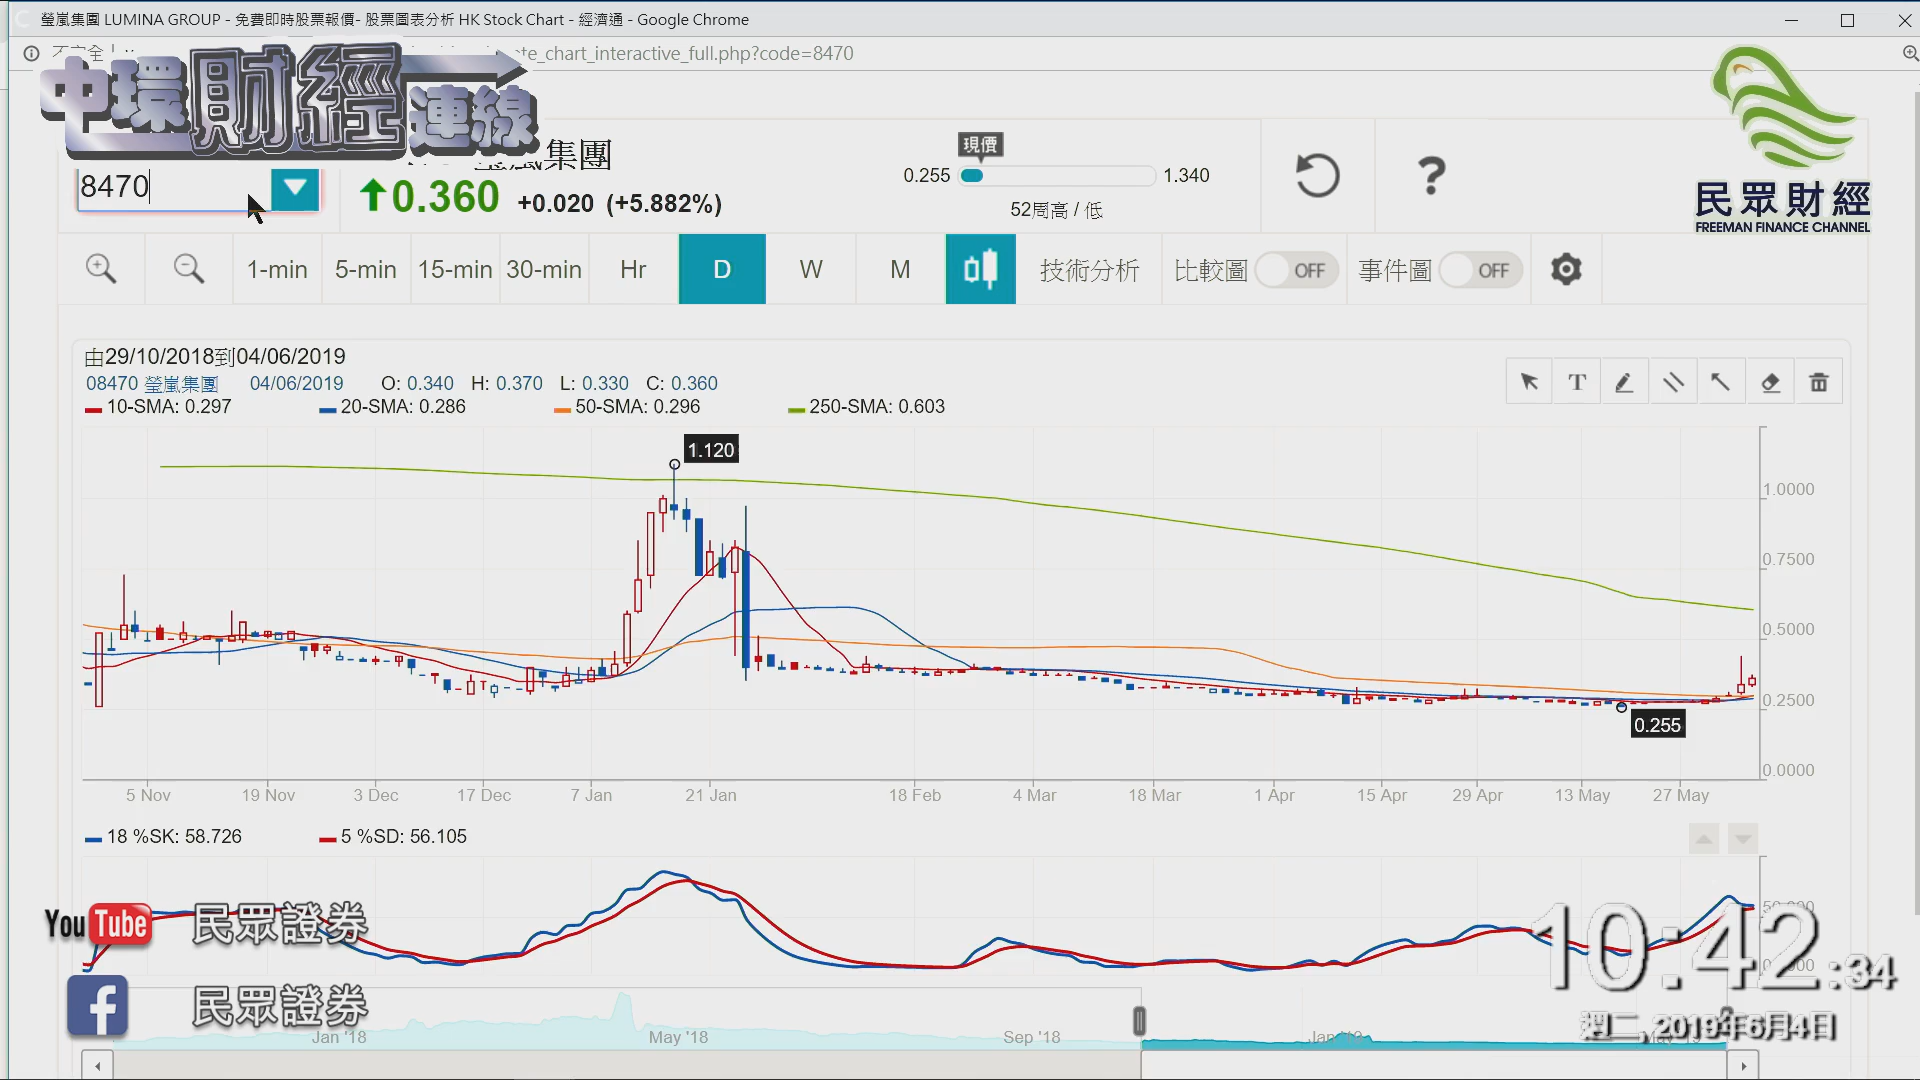 瑩嵐集團 LUMINA GROUP - 免費即時股票報價- 股票圖表分析 HK Stock Chart - 經濟通 - Google Chrome
te_chart_interactive_full.php?code=8470
中環財經連線
集團
8470
0.360 +0.020 (+5.882%)
現價
0.255 1.340
52周高 / 低
?
民眾財經
FREEMAN FINANCE CHANNEL
1-min 5-min 15-min 30-min Hr D W M 技術分析 比較圖 OFF 事件圖 OFF
由29/10/2018到04/06/2019
08470 瑩嵐集團 04/06/2019 O: 0.340 H: 0.370 L: 0.330 C: 0.360
10-SMA: 0.297 20-SMA: 0.286 50-SMA: 0.296 250-SMA: 0.603
T
1.120
1.0000
0.7500
0.5000
0.2500
0.255
0.0000
5 Nov 19 Nov 3 Dec 17 Dec 7 Jan 21 Jan 18 Feb 4 Mar 18 Mar 1 Apr 15 Apr 29 Apr 13 May 27 May
18 %SK: 58.726 5 %SD: 56.105
YouTube 民眾證券
10:42:34
f 民眾證券
Jan '18 May '18 Sep '18
週二, 2019年6月4日